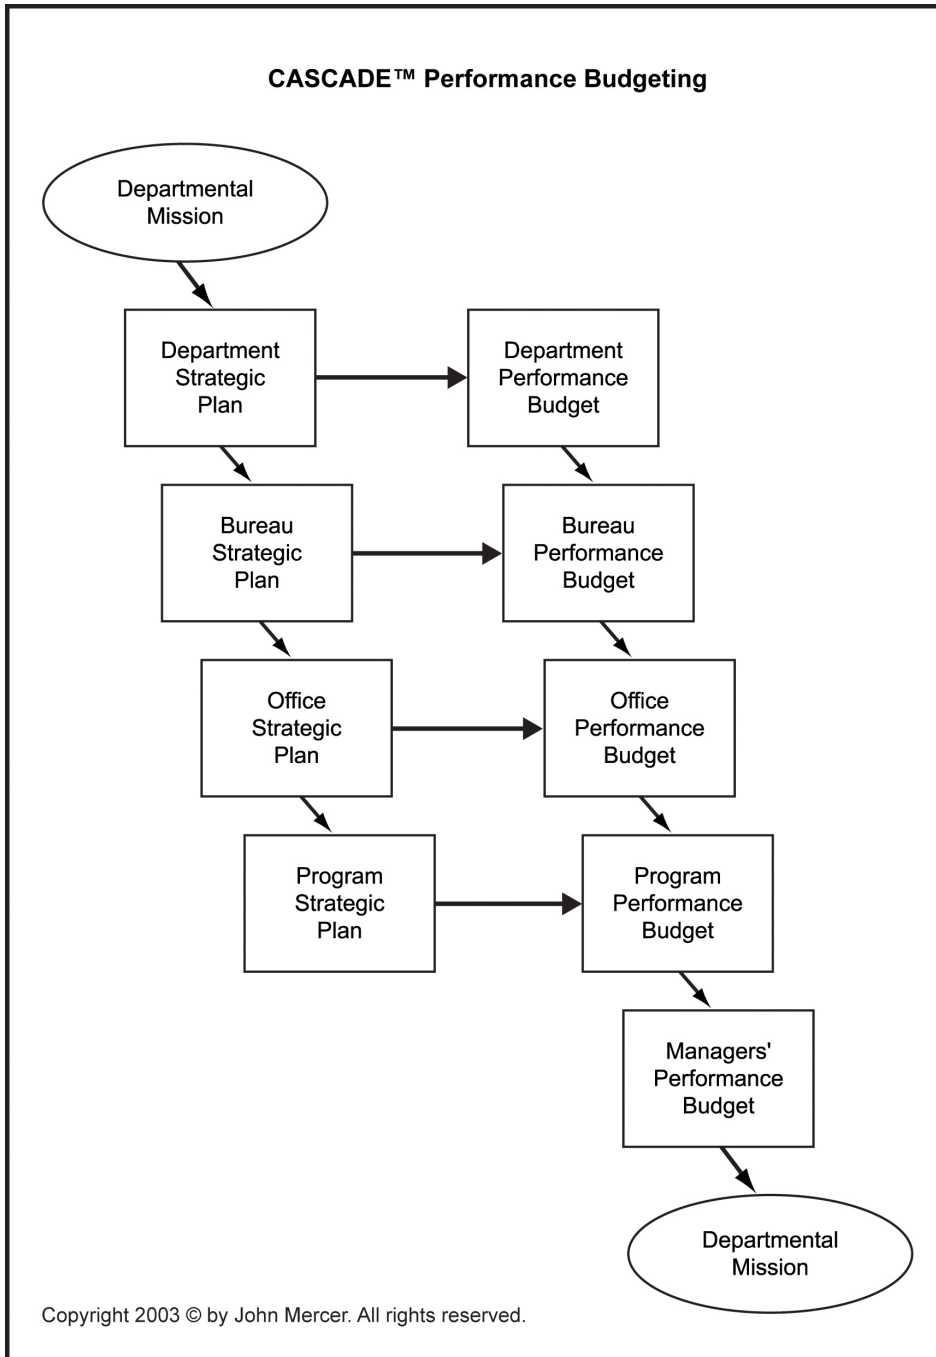 CASCADE™ Performance Budgeting
Departmental
Mission
Department
Strategic
Plan
Department
Performance
Budget
Bureau
Strategic
Plan
Bureau
Performance
Budget
Office
Strategic
Plan
Office
Performance
Budget
Program
Strategic
Plan
Program
Performance
Budget
Managers'
Performance
Budget
Departmental
Mission
Copyright 2003 © by John Mercer. All rights reserved.